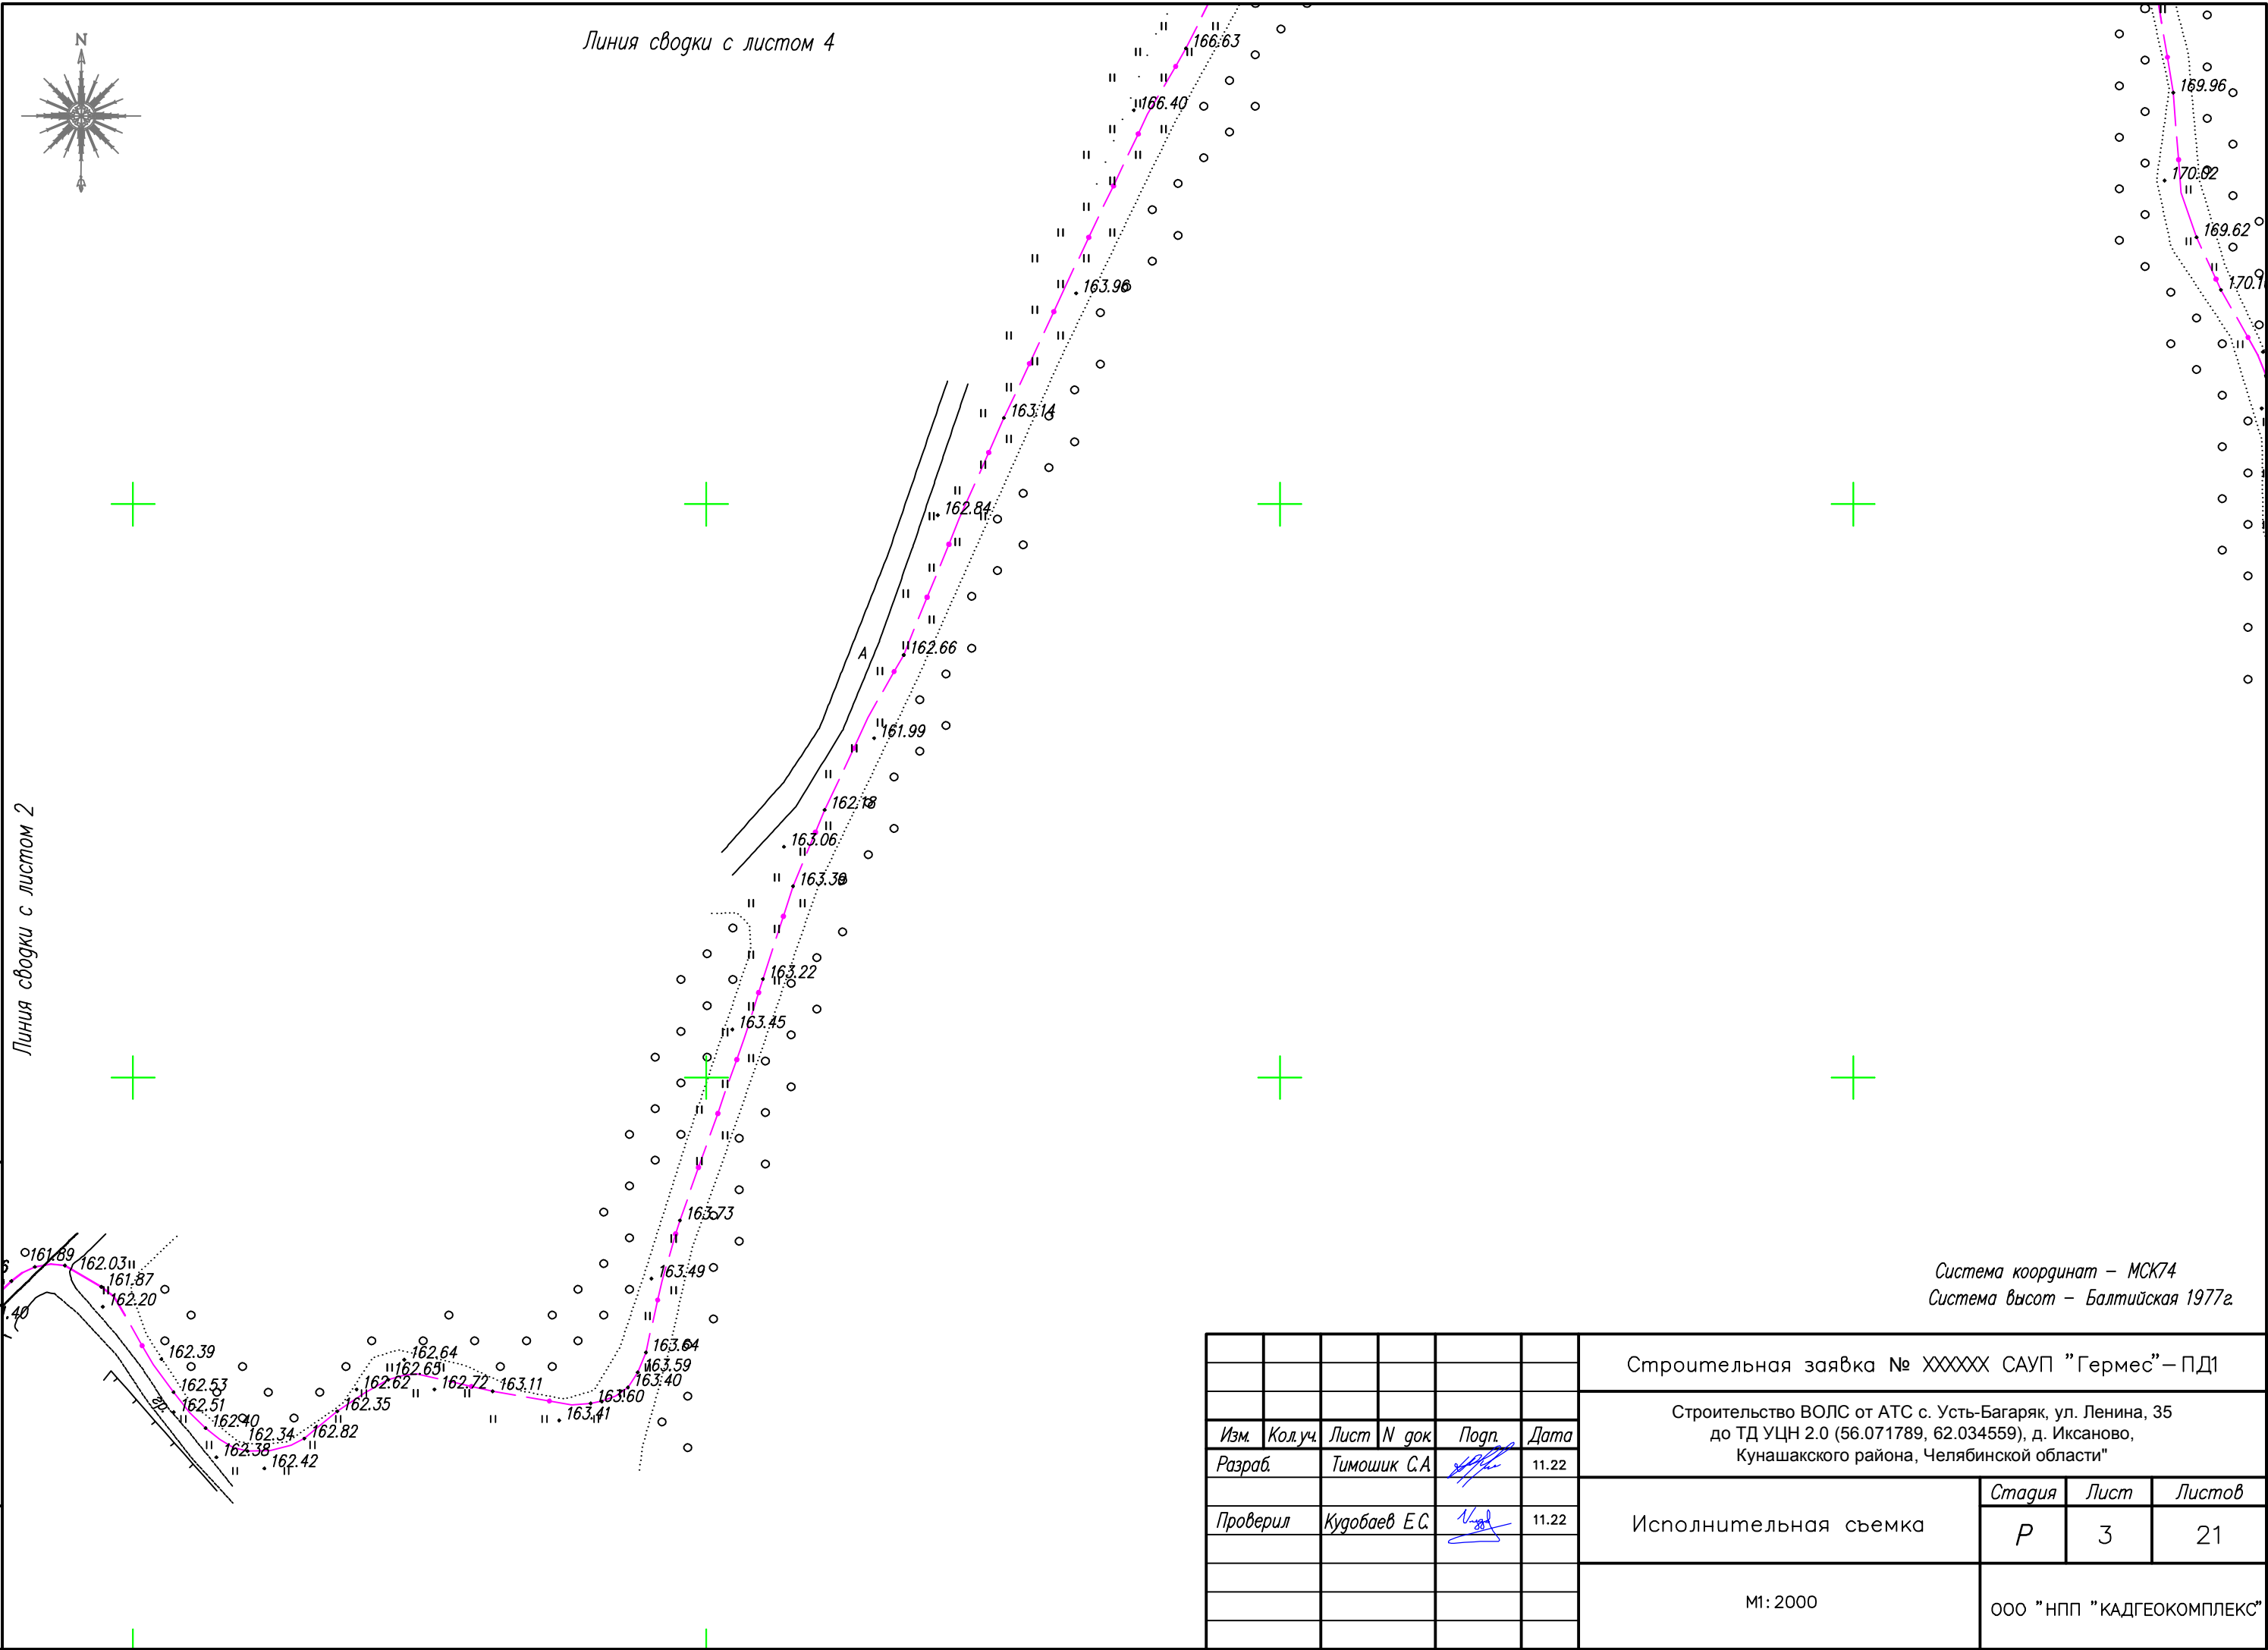 N
Линия сводки с листом 4
166.63
166.40
169.96
170.02
169.62
163.96
163.14
162.84
162.66
А
161.99
162.18
163.06
163.39
Линия сводки с листом 2
163.22
163.45
163.73
163.49
161.89
162.03
161.87
162.20
162.39
162.53
162.51
гр.
162.40
162.34
162.38
162.42
162.82
162.35
162.62
162.65
162.64
162.72
163.11
163.41
163.60
163.40
163.59
163.64
Система координат – МСК74
Система высот – Балтийская 1977г.
Строительная заявка № XXXXXX САУП "Гермес"–ПД1
Строительство ВОЛС от АТС с. Усть-Багаряк, ул. Ленина, 35
до ТД УЦН 2.0 (56.071789, 62.034559), д. Иксаново,
Кунашакского района, Челябинской области"
Изм. Кол.уч. Лист N док. Подп. Дата
Разраб. Тимошик С.А. 11.22
Проверил Кудобаев Е.С. 11.22
Исполнительная съемка
Стадия Лист Листов
Р 3 21
М1:2000
ООО "НПП "КАДГЕОКОМПЛЕКС"